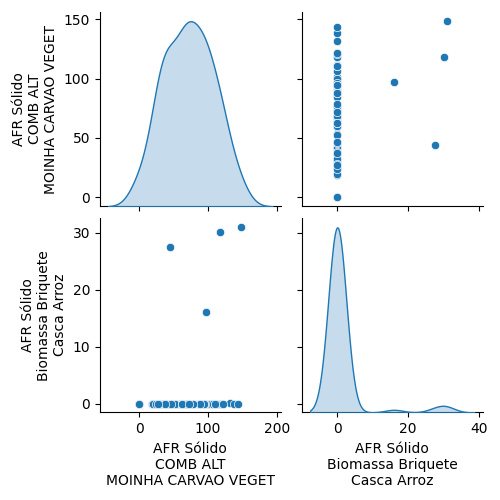 150
100
50
0
AFR Sólido
COMB ALT
MOINHA CARVAO VEGET
30
20
10
0
AFR Sólido
Biomassa Briquete
Casca Arroz
0 100 200
AFR Sólido
COMB ALT
MOINHA CARVAO VEGET
0 20 40
AFR Sólido
Biomassa Briquete
Casca Arroz